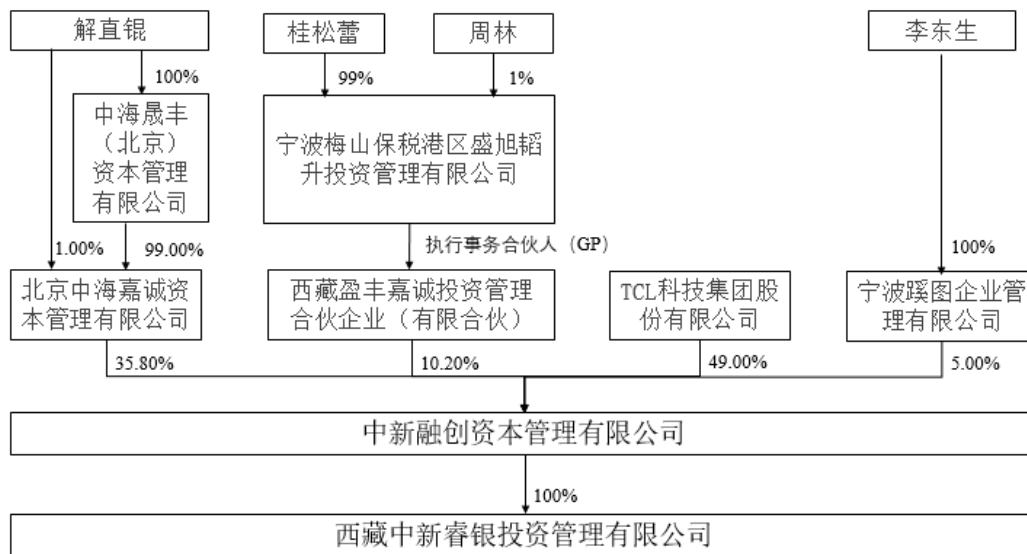 解直锟
桂松蕾
周林
李东生
100%
99%
1%
中海晟丰
（北京）
资本管理
有限公司
宁波梅山保税港区盛旭韬
升投资管理有限公司
1.00%
99.00%
执行事务合伙人（GP）
100%
北京中海嘉诚资
本管理有限公司
西藏盈丰嘉诚投资管理
合伙企业（有限合伙）
TCL科技集团股
份有限公司
宁波蹊图企业管
理有限公司
35.80%
10.20%
49.00%
5.00%
中新融创资本管理有限公司
100%
西藏中新睿银投资管理有限公司